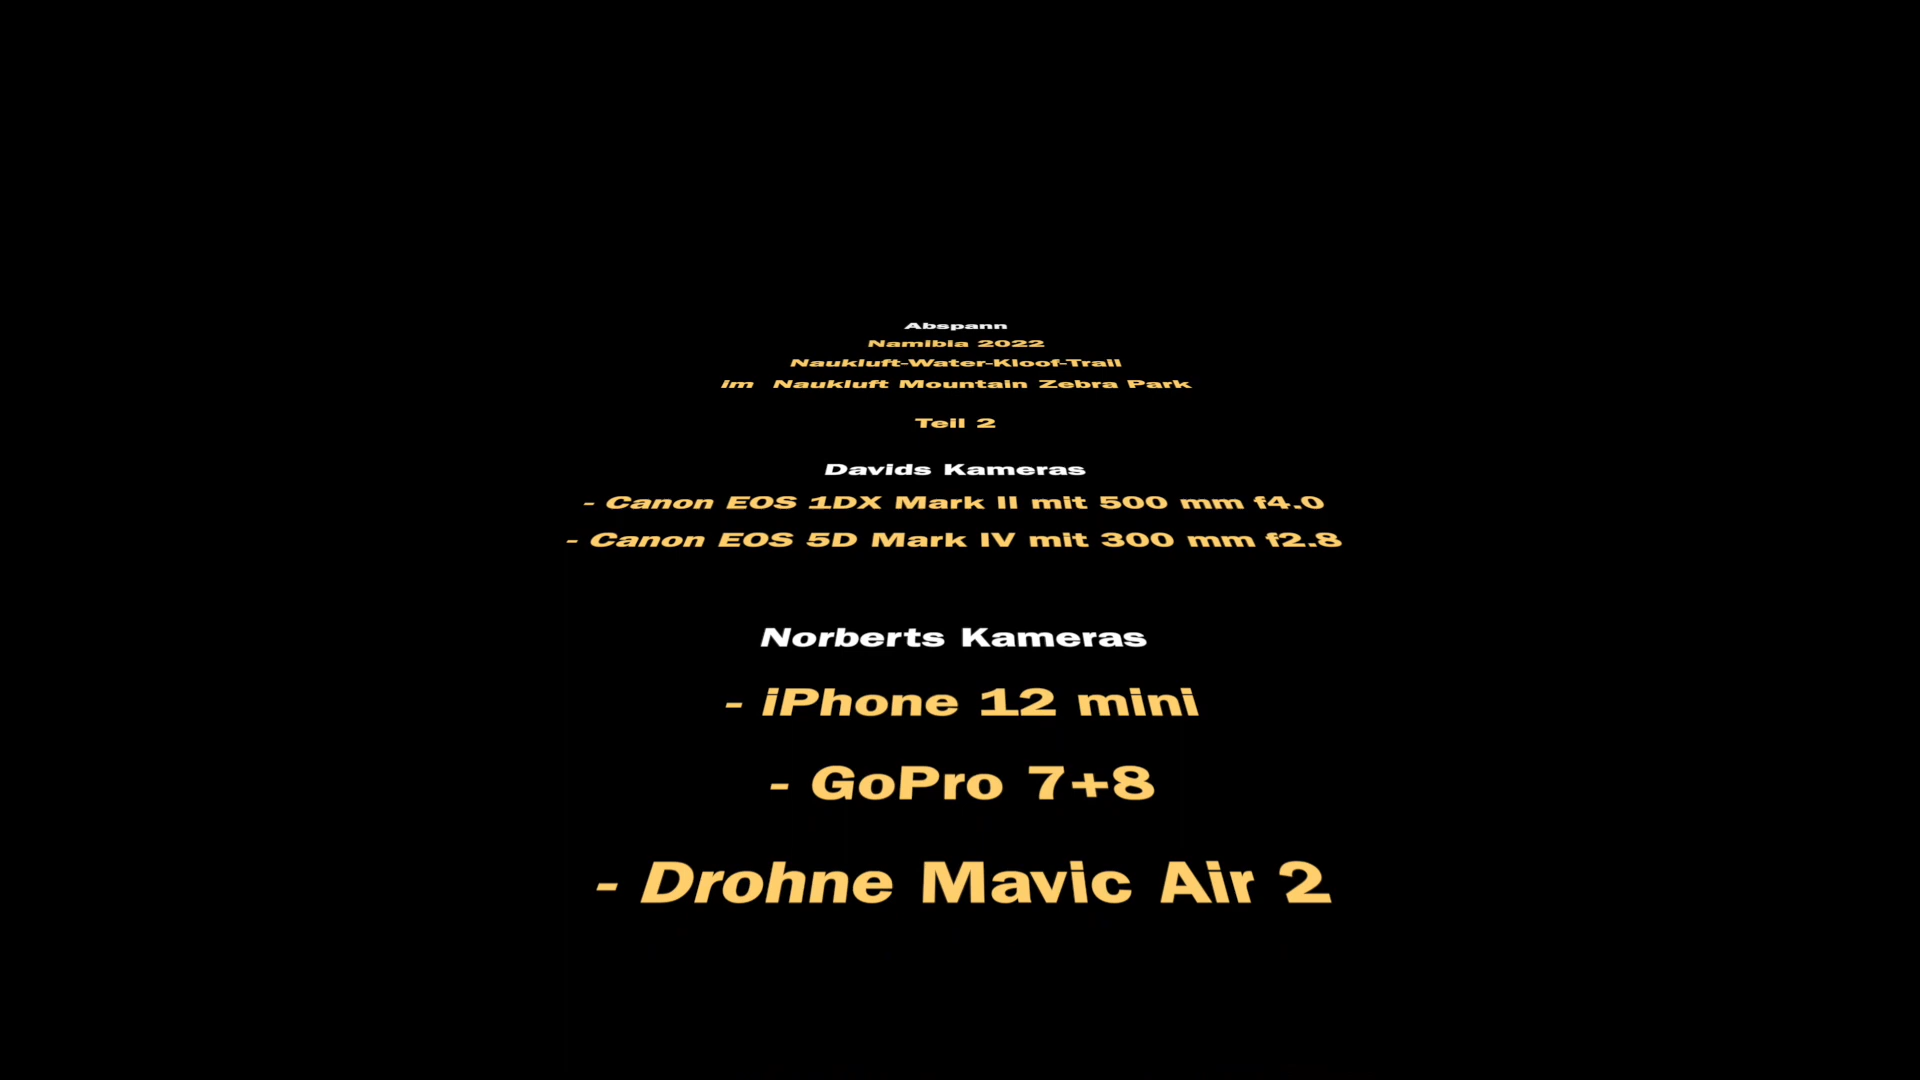 Abspann
Namibia 2022
Naukluft-Water-Kloof-Trail
im Naukluft Mountain Zebra Park
Teil 2
Davids Kameras
- Canon EOS 1DX Mark II mit 500 mm f4.0
- Canon EOS 5D Mark IV mit 300 mm f2.8
Norberts Kameras
- iPhone 12 mini
- GoPro 7+8
- Drohne Mavic Air 2